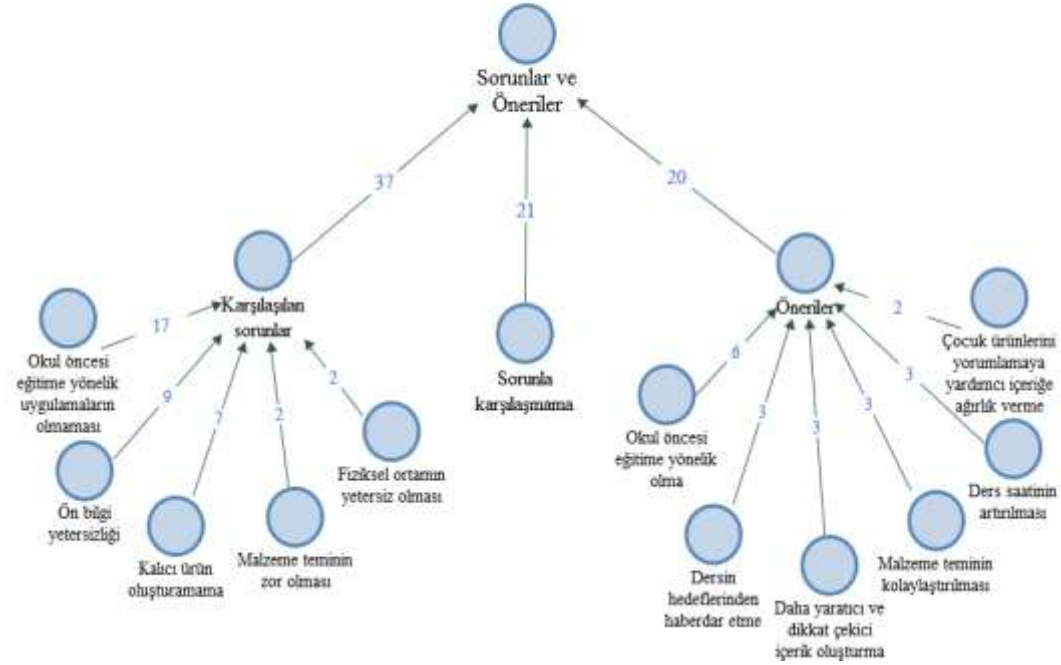 Sorunlar ve
Öneriler
37
21
20
Karşılaşılan
sorunlar
17
Okul öncesi
eğitime yönelik
uygulamaların
olmaması
9
Ön bilgi
yetersizliği
7
Kalıcı ürün
oluşturamama
2
Malzeme teminin
zor olması
2
Fiziksel ortamın
yetersiz olması
Sorunla
karşılaşmama
Öneriler
6
Okul öncesi
eğitime yönelik
olma
3
Dersin
hedeflerinden
haberdar etme
3
Daha yaratıcı ve
dikkat çekici
içerik oluşturma
3
Malzeme teminin
kolaylaştırılması
3
Ders saatinin
artırılması
2
Çocuk ürünlerini
yorumlamaya
yardımcı içeriğe
ağırlık verme